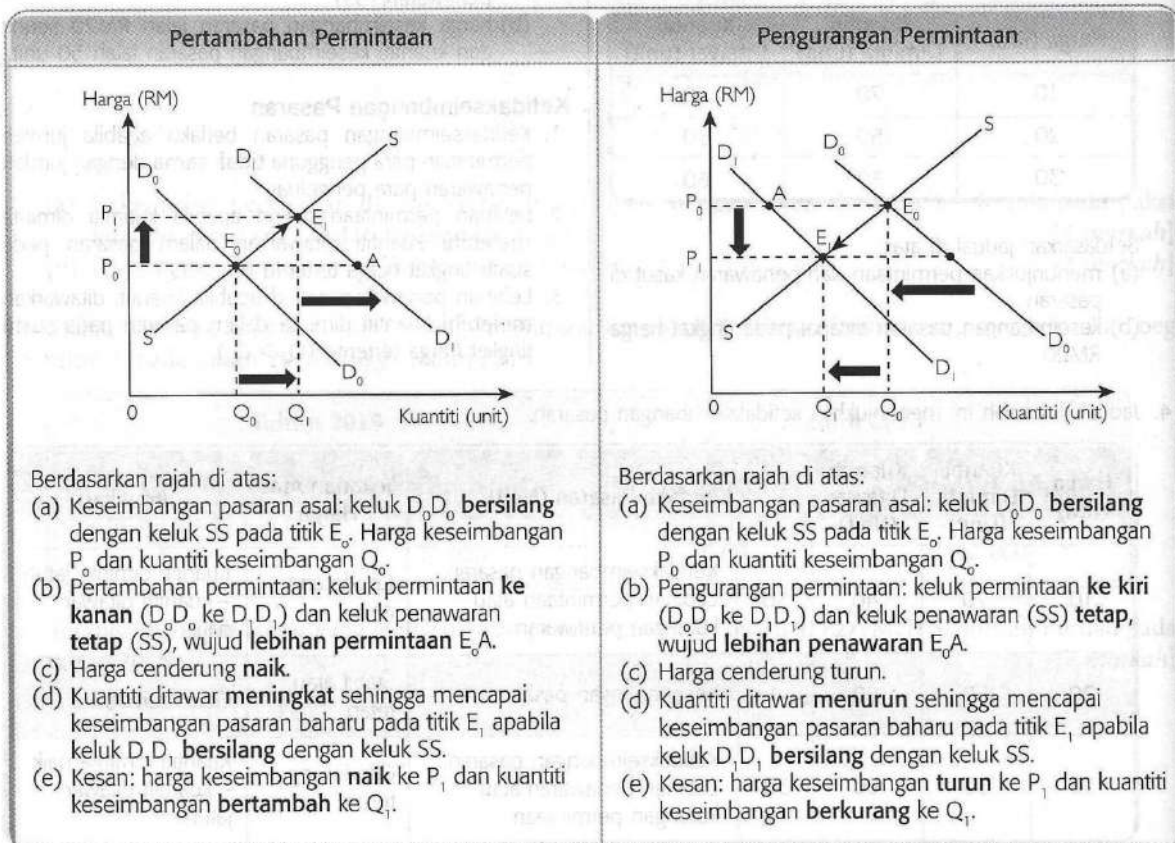 Pertambahan Permintaan
Harga (RM)
D₁
S
D₀
P₁
E₁
E₀
P₀
A
S
D₁
D₀
0
Q₀
Q₁
Kuantiti (unit)
Berdasarkan rajah di atas:
(a) Keseimbangan pasaran asal: keluk D₀D₀ bersilang
dengan keluk SS pada titik E₀. Harga keseimbangan
P₀ dan kuantiti keseimbangan Q₀.
(b) Pertambahan permintaan: keluk permintaan ke
kanan (D₀D₀ ke D₁D₁) dan keluk penawaran
tetap (SS), wujud lebihan permintaan E₀A.
(c) Harga cenderung naik.
(d) Kuantiti ditawar meningkat sehingga mencapai
keseimbangan pasaran baharu pada titik E₁ apabila
keluk D₁D₁ bersilang dengan keluk SS.
(e) Kesan: harga keseimbangan naik ke P₁ dan kuantiti
keseimbangan bertambah ke Q₁.
Pengurangan Permintaan
Harga (RM)
S
D₁
D₀
A
P₀
E₀
E₁
P₁
S
D₀
D₁
0
Q₁
Q₀
Kuantiti (unit)
Berdasarkan rajah di atas:
(a) Keseimbangan pasaran asal: keluk D₀D₀ bersilang
dengan keluk SS pada titik E₀. Harga keseimbangan
P₀ dan kuantiti keseimbangan Q₀.
(b) Pengurangan permintaan: keluk permintaan ke kiri
(D₀D₀ ke D₁D₁) dan keluk penawaran (SS) tetap,
wujud lebihan penawaran E₀A.
(c) Harga cenderung turun.
(d) Kuantiti ditawar menurun sehingga mencapai
keseimbangan pasaran baharu pada titik E₁ apabila
keluk D₁D₁ bersilang dengan keluk SS.
(e) Kesan: harga keseimbangan turun ke P₁ dan kuantiti
keseimbangan berkurang ke Q₁.